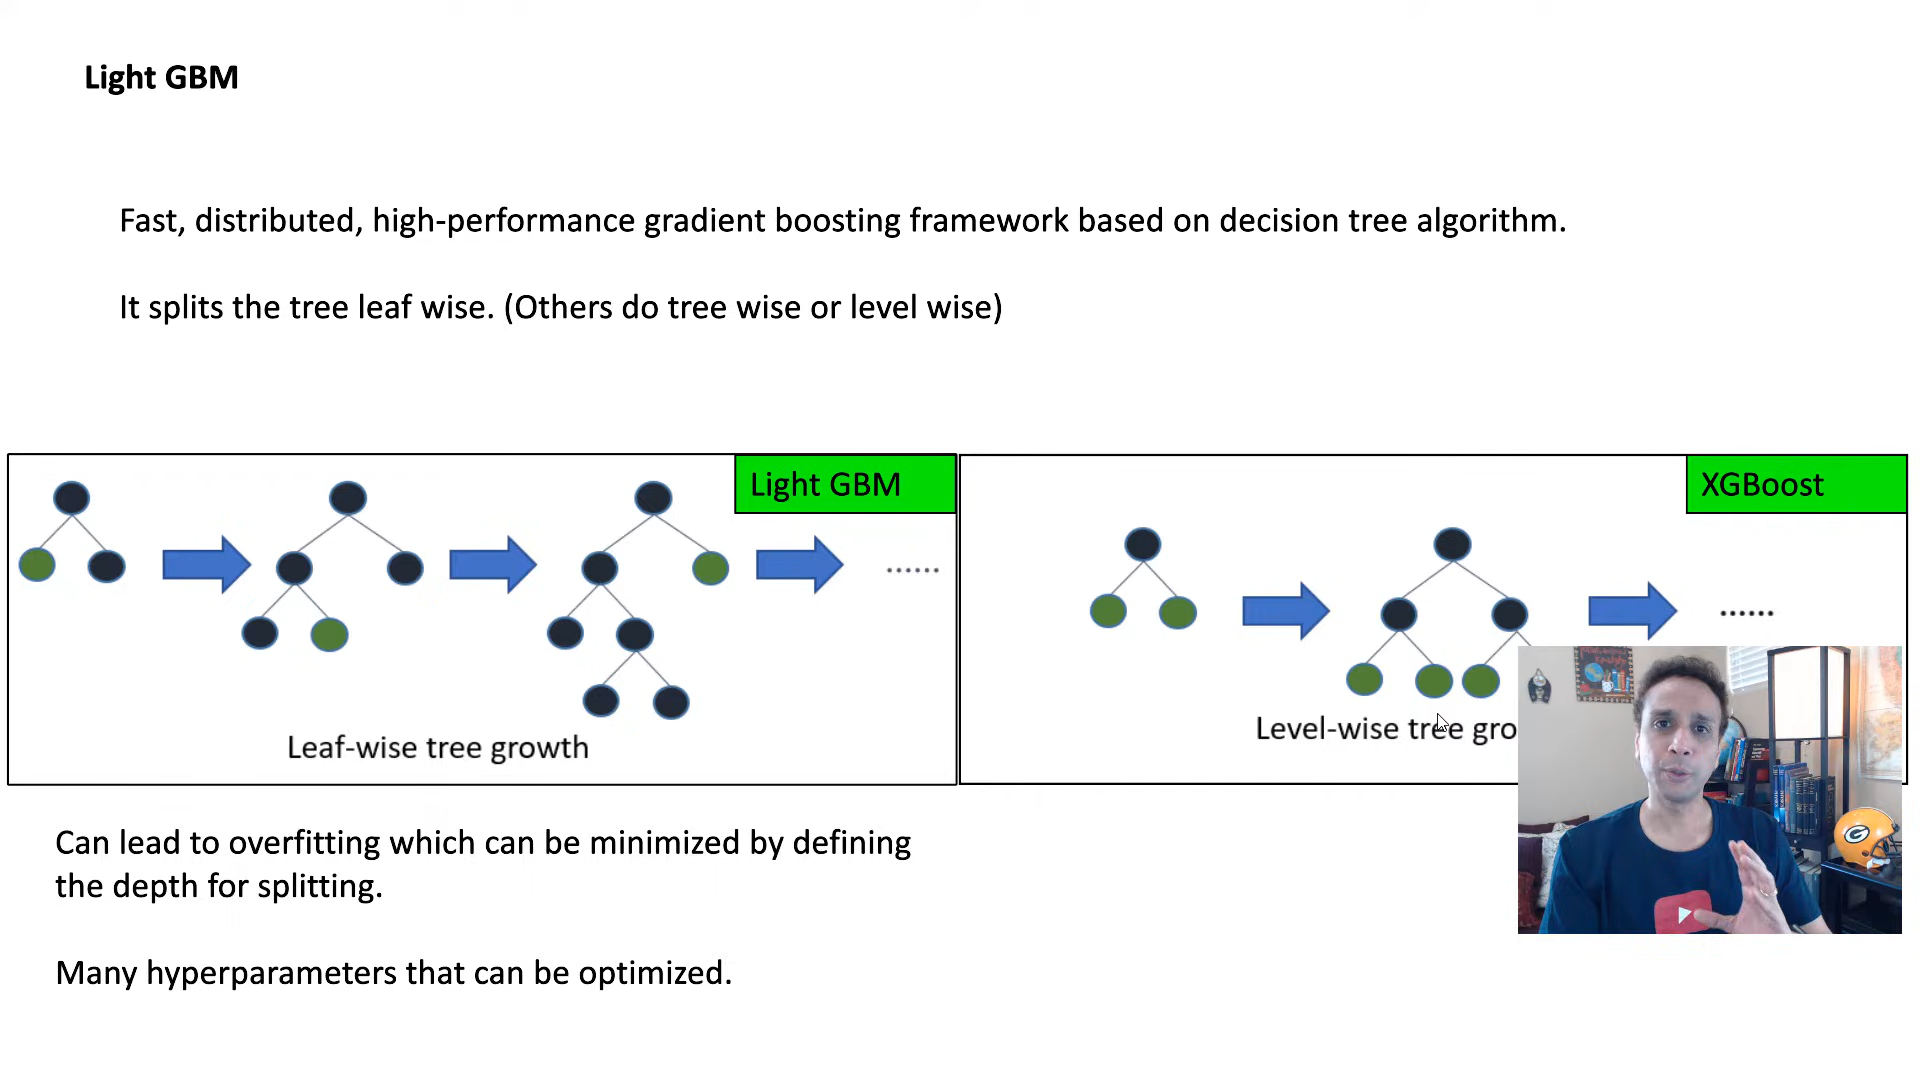 Light GBM
Fast, distributed, high-performance gradient boosting framework based on decision tree algorithm.
It splits the tree leaf wise. (Others do tree wise or level wise)
Light GBM
XGBoost
......
......
Leaf-wise tree growth
Level-wise tree gro
Can lead to overfitting which can be minimized by defining
the depth for splitting.
Many hyperparameters that can be optimized.